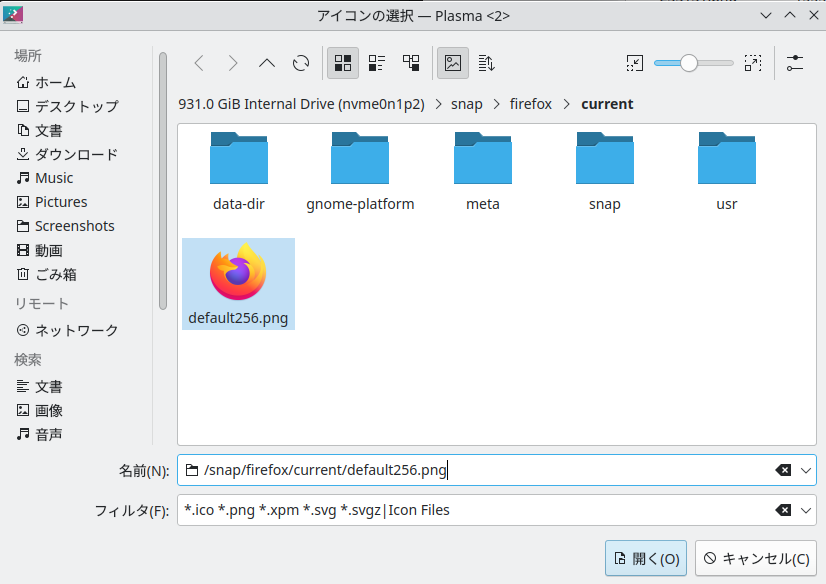 アイコンの選択 — Plasma <2>
931.0 GiB Internal Drive (nvme0n1p2) > snap > firefox > current
場所
ホーム
デスクトップ
文書
ダウンロード
Music
Pictures
Screenshots
動画
ごみ箱
リモート
ネットワーク
検索
文書
画像
音声
data-dir
gnome-platform
meta
snap
usr
default256.png
名前(N): /snap/firefox/current/default256.png
フィルタ(F): *.ico *.png *.xpm *.svg *.svgz|Icon Files
開く(O)
キャンセル(C)